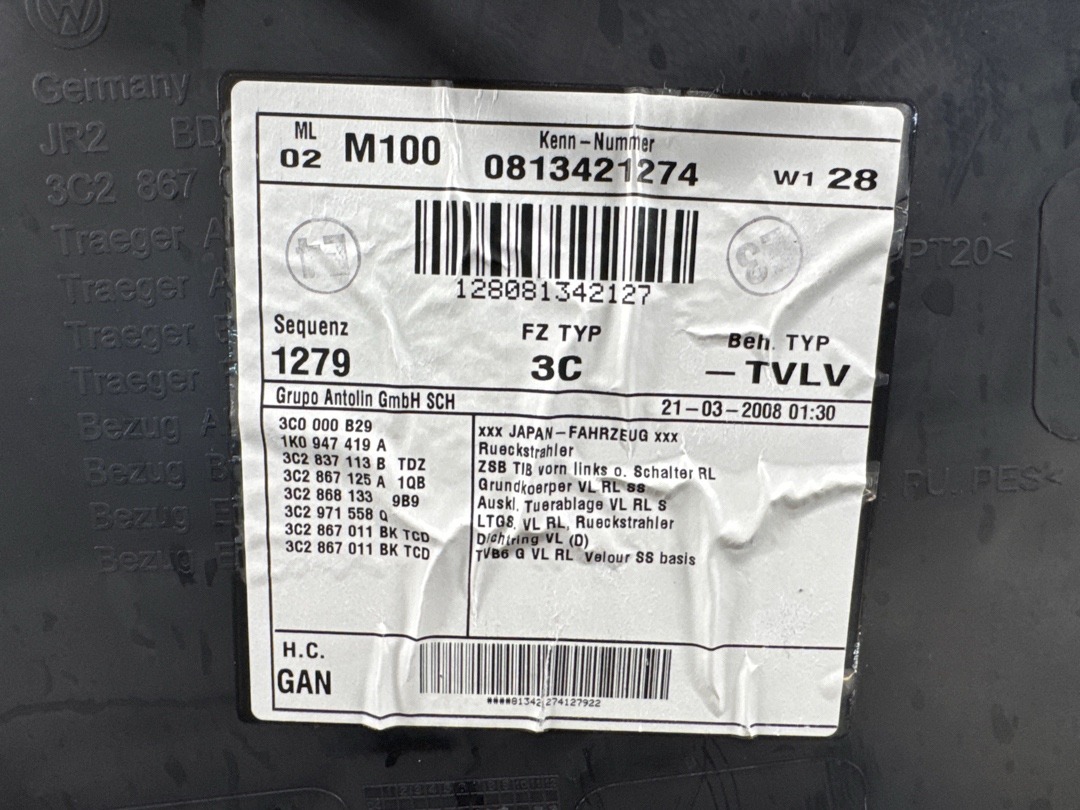 Germany
JR2
3C2 867
Traeger
Traeger
Traeger
Traeger
Bezug
Bezug
Bezug
Bezug
ML
02 M100
Kenn-Nummer
0813421274
W1 28
128081342127
Sequenz
1279
FZ TYP
3C
Beh. TYP
-TVLV
Grupo Antolin GmbH SCH
21-03-2008 01:30
3C0 000 B29
1K0 947 419 A
3C2 837 113 B TDZ
3C2 867 125 A 1QB
3C2 868 133 9B9
3C2 971 558 Q
3C2 867 011 BK TCD
3C2 867 011 BK TCD
xxx JAPAN-FAHRZEUG xxx
Rueckstrahler
ZSB TIB vorn links o. Schalter RL
Grundkoerper VL RL SS
Auskl. Tuerablage VL RL S
LTGS. VL RL, Rueckstrahler
Dichtring VL (D)
TVB6 G VL RL Velour SS basis
H.C.
GAN
####81342 274127922
PT20<
PES<